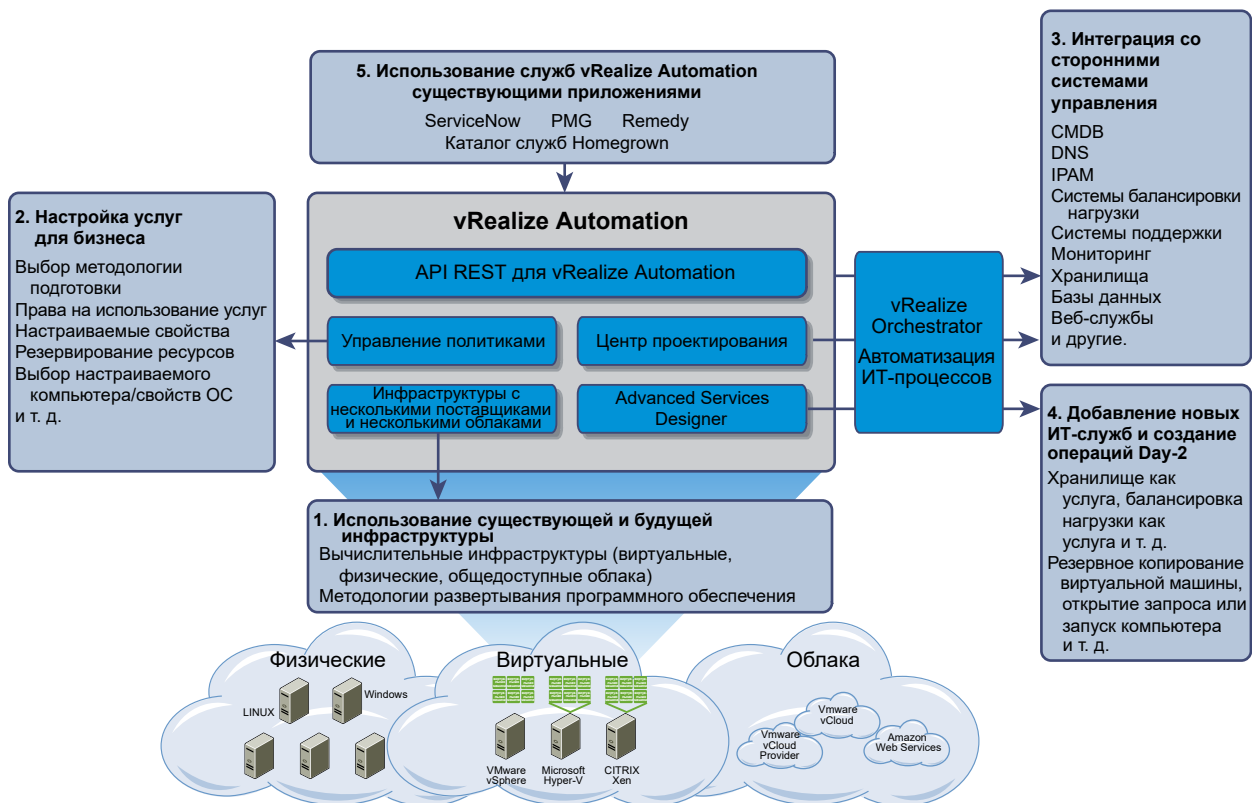 5. Использование служб vRealize Automation
существующими приложениями
ServiceNow PMG Remedy
Каталог служб Homegrown
3. Интеграция со
сторонними
системами
управления
CMDB
DNS
IPAM
Системы балансировки
нагрузки
Системы поддержки
Мониторинг
Хранилища
Базы данных
Веб-службы
и другие.
2. Настройка услуг
для бизнеса
Выбор методологии
подготовки
Права на использование услуг
Настраиваемые свойства
Резервирование ресурсов
Выбор настраиваемого
компьютера/свойств ОС
и т. д.
vRealize Automation
API REST для vRealize Automation
Управление политиками
Центр проектирования
Инфраструктуры с
несколькими поставщиками
и несколькими облаками
Advanced Services
Designer
vRealize
Orchestrator
Автоматизация
ИТ-процессов
4. Добавление новых
ИТ-служб и создание
операций Day-2
Хранилище как
услуга, балансировка
нагрузки как
услуга и т. д.
Резервное копирование
виртуальной машины,
открытие запроса или
запуск компьютера
и т. д.
1. Использование существующей и будущей
инфраструктуры
Вычислительные инфраструктуры (виртуальные,
физические, общедоступные облака)
Методологии развертывания программного обеспечения
Физические
LINUX
Windows
Виртуальные
VMware
vSphere
Microsoft
Hyper-V
CITRIX
Xen
Облака
Vmware
vCloud
Vmware
vCloud
Provider
Amazon
Web Services